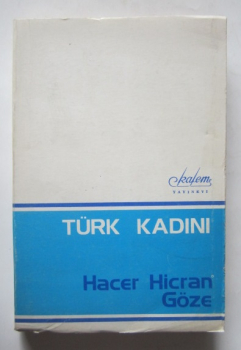 kalem
YAYINEVİ
TÜRK KADINI
Hacer Hicran
Göze